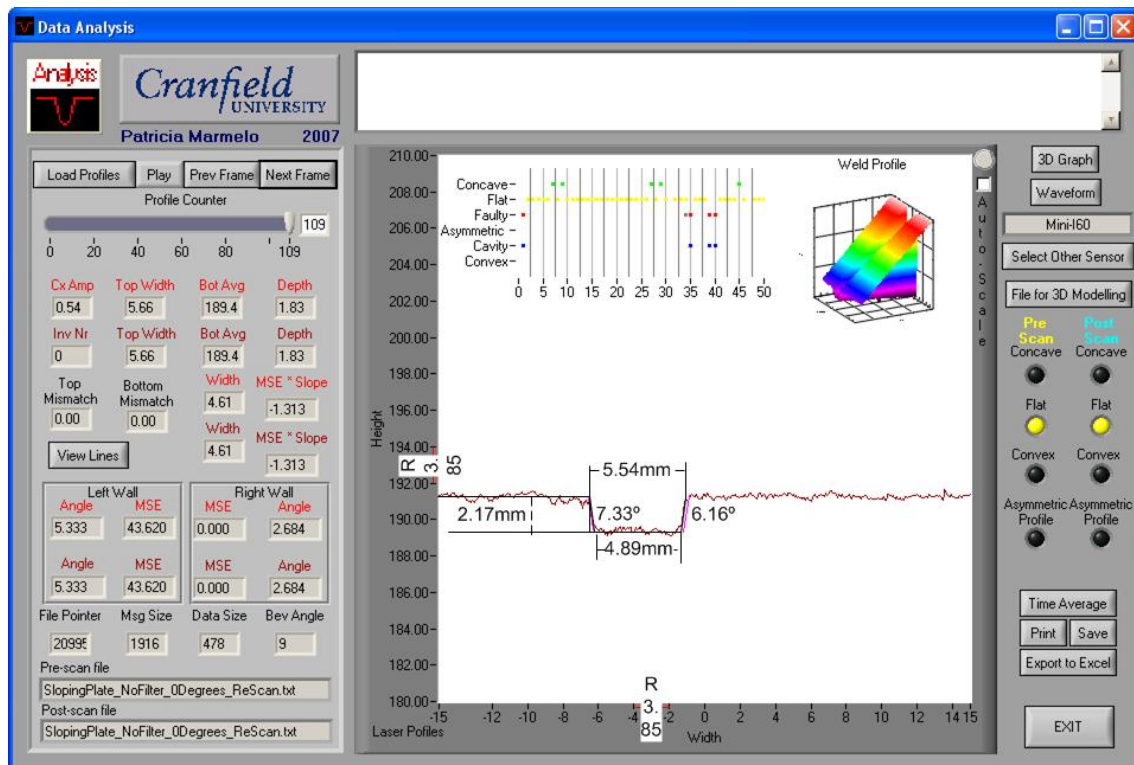 Data Analysis
Analysis
Cranfield
UNIVERSITY
Patricia Marmelo 2007
Load Profiles Play Prev Frame Next Frame
Profile Counter
109
0 20 40 60 80 109
Cx Amp Top Width Bot Avg Depth
0.54 5.66 189.4 1.83
Inv Nr Top Width Bot Avg Depth
0 5.66 189.4 1.83
Top Mismatch Bottom Mismatch Width MSE * Slope
0.00 0.00 4.61 -1.313
Width MSE * Slope
4.61 -1.313
View Lines
Left Wall Right Wall
Angle MSE MSE Angle
5.333 43.620 0.000 2.684
Angle MSE MSE Angle
5.333 43.620 0.000 2.684
File Pointer Msg Size Data Size Bev Angle
1916 478 9
Pre-scan file
SlopingPlate_NoFilter_0Degrees_ReScan.txt
Post-scan file
SlopingPlate_NoFilter_0Degrees_ReScan.txt
210.00
208.00
206.00
204.00
202.00
200.00
198.00
196.00
194.00
192.00
190.00
188.00
186.00
184.00
182.00
180.00
Height
Concave
Flat
Faulty
Asymmetric
Cavity
Convex
0 5 10 15 20 25 30 35 40 45 50
Weld Profile
Auto-Scale
R
3.
85
5.54mm
2.17mm 7.33º 6.16º
4.89mm
R
3.
85
-15 -12 -10 -8 -6 -4 -2 0 2 4 6 8 10 12 14 15
Laser Pofiles
Width
3D Graph
Waveform
Mini-I60
Select Other Sensor
File for 3D Modelling
Pre Scan Post Scan
Concave Concave
Flat Flat
Convex Convex
Asymmetric Profile Asymmetric Profile
Time Average
Print Save
Export to Excel
EXIT